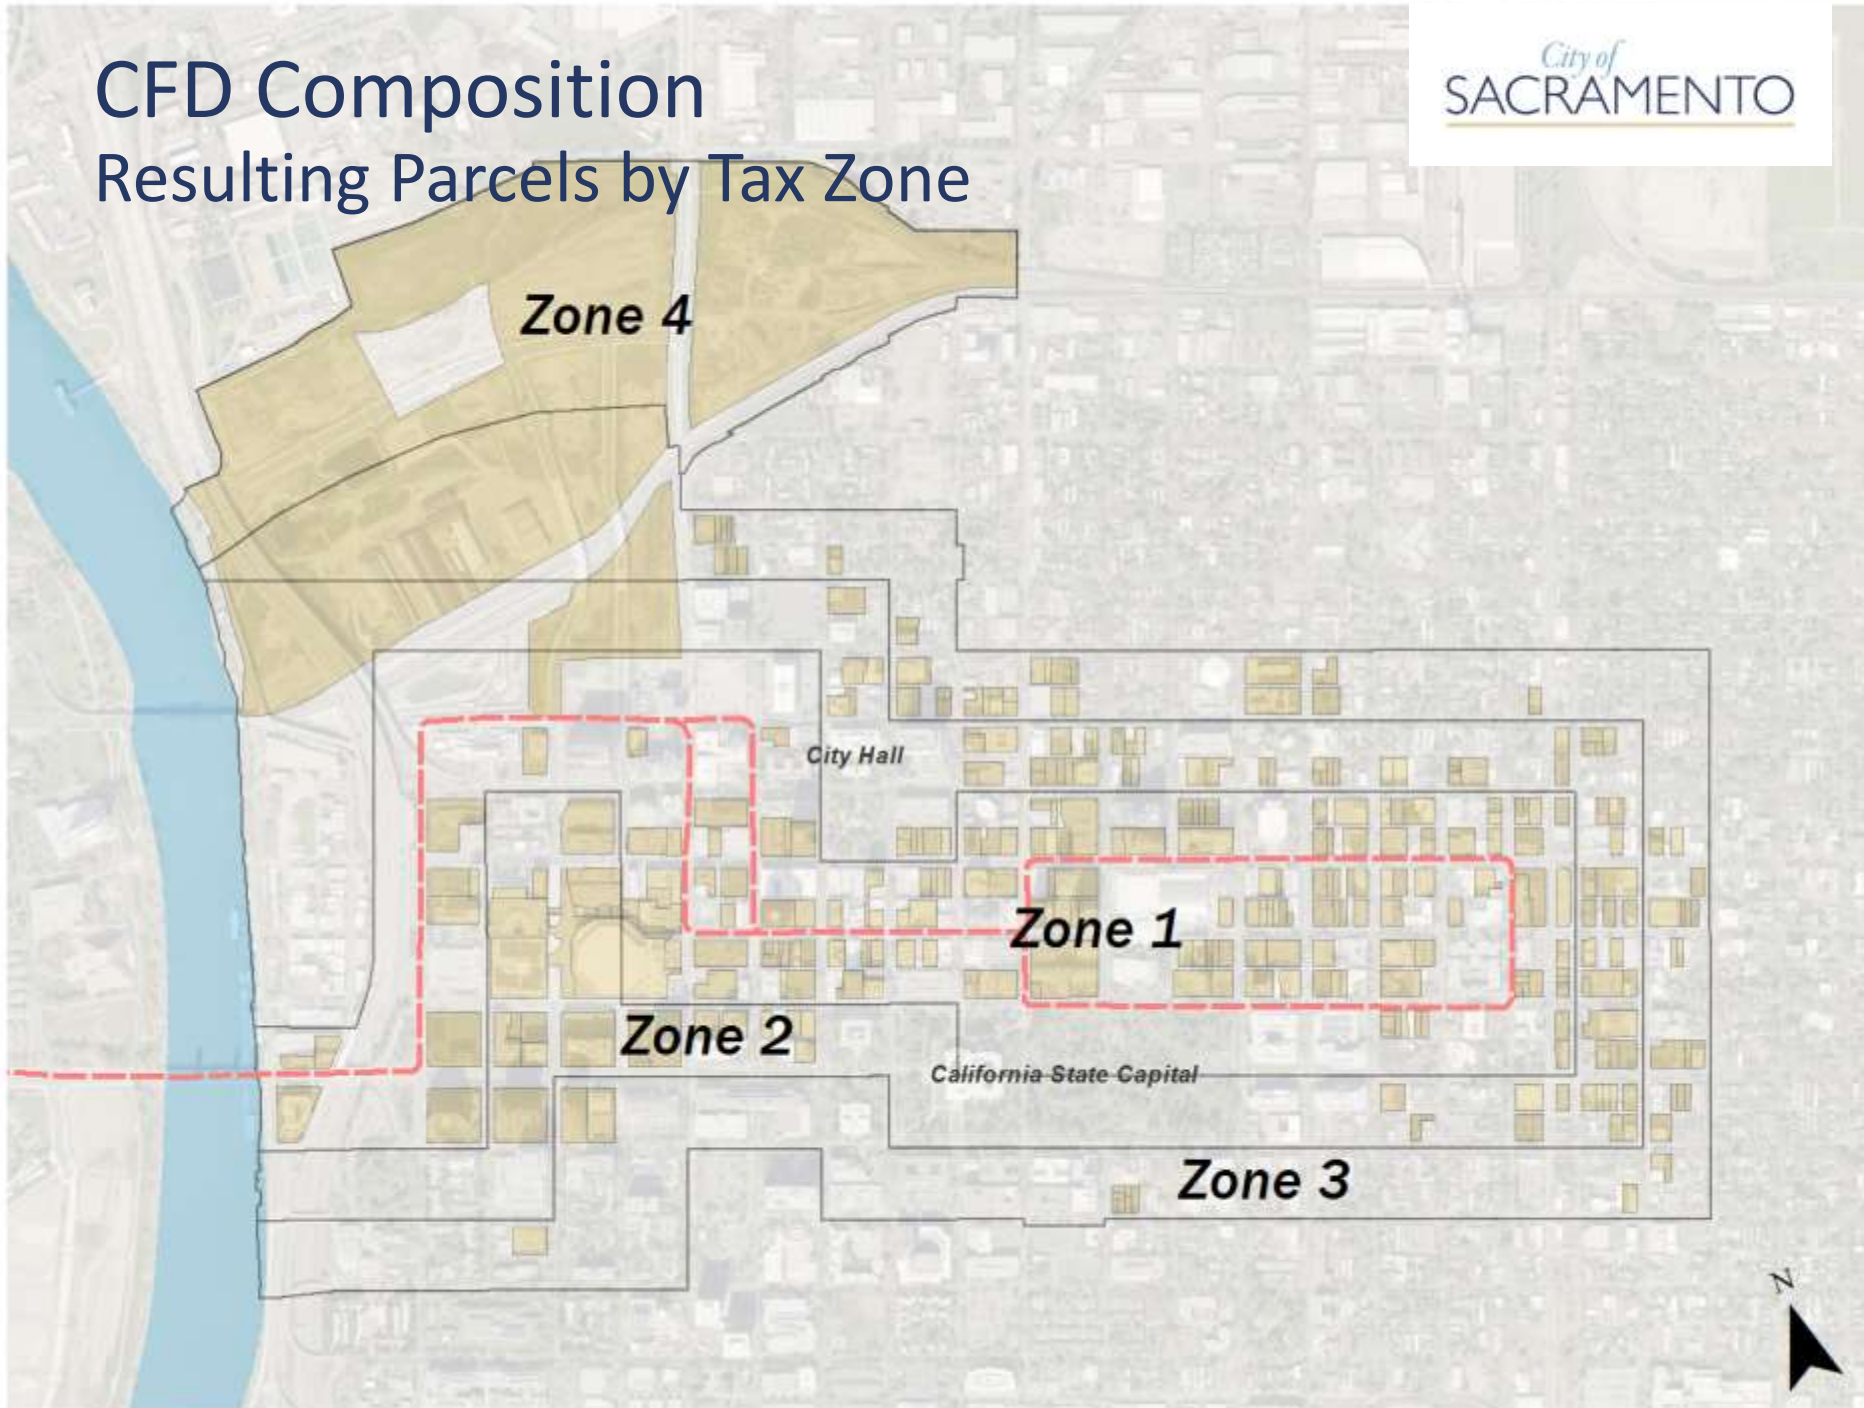 CFD Composition
Resulting Parcels by Tax Zone
City of
SACRAMENTO
Zone 4
City Hall
Zone 1
Zone 2
California State Capital
Zone 3
N